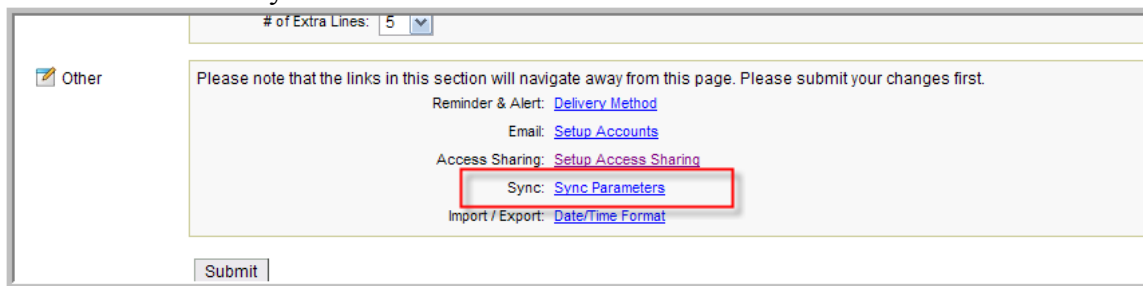 # of Extra Lines: 5
Other
Please note that the links in this section will navigate away from this page. Please submit your changes first.
Reminder & Alert: Delivery Method
Email: Setup Accounts
Access Sharing: Setup Access Sharing
Sync: Sync Parameters
Import / Export: Date/Time Format
Submit